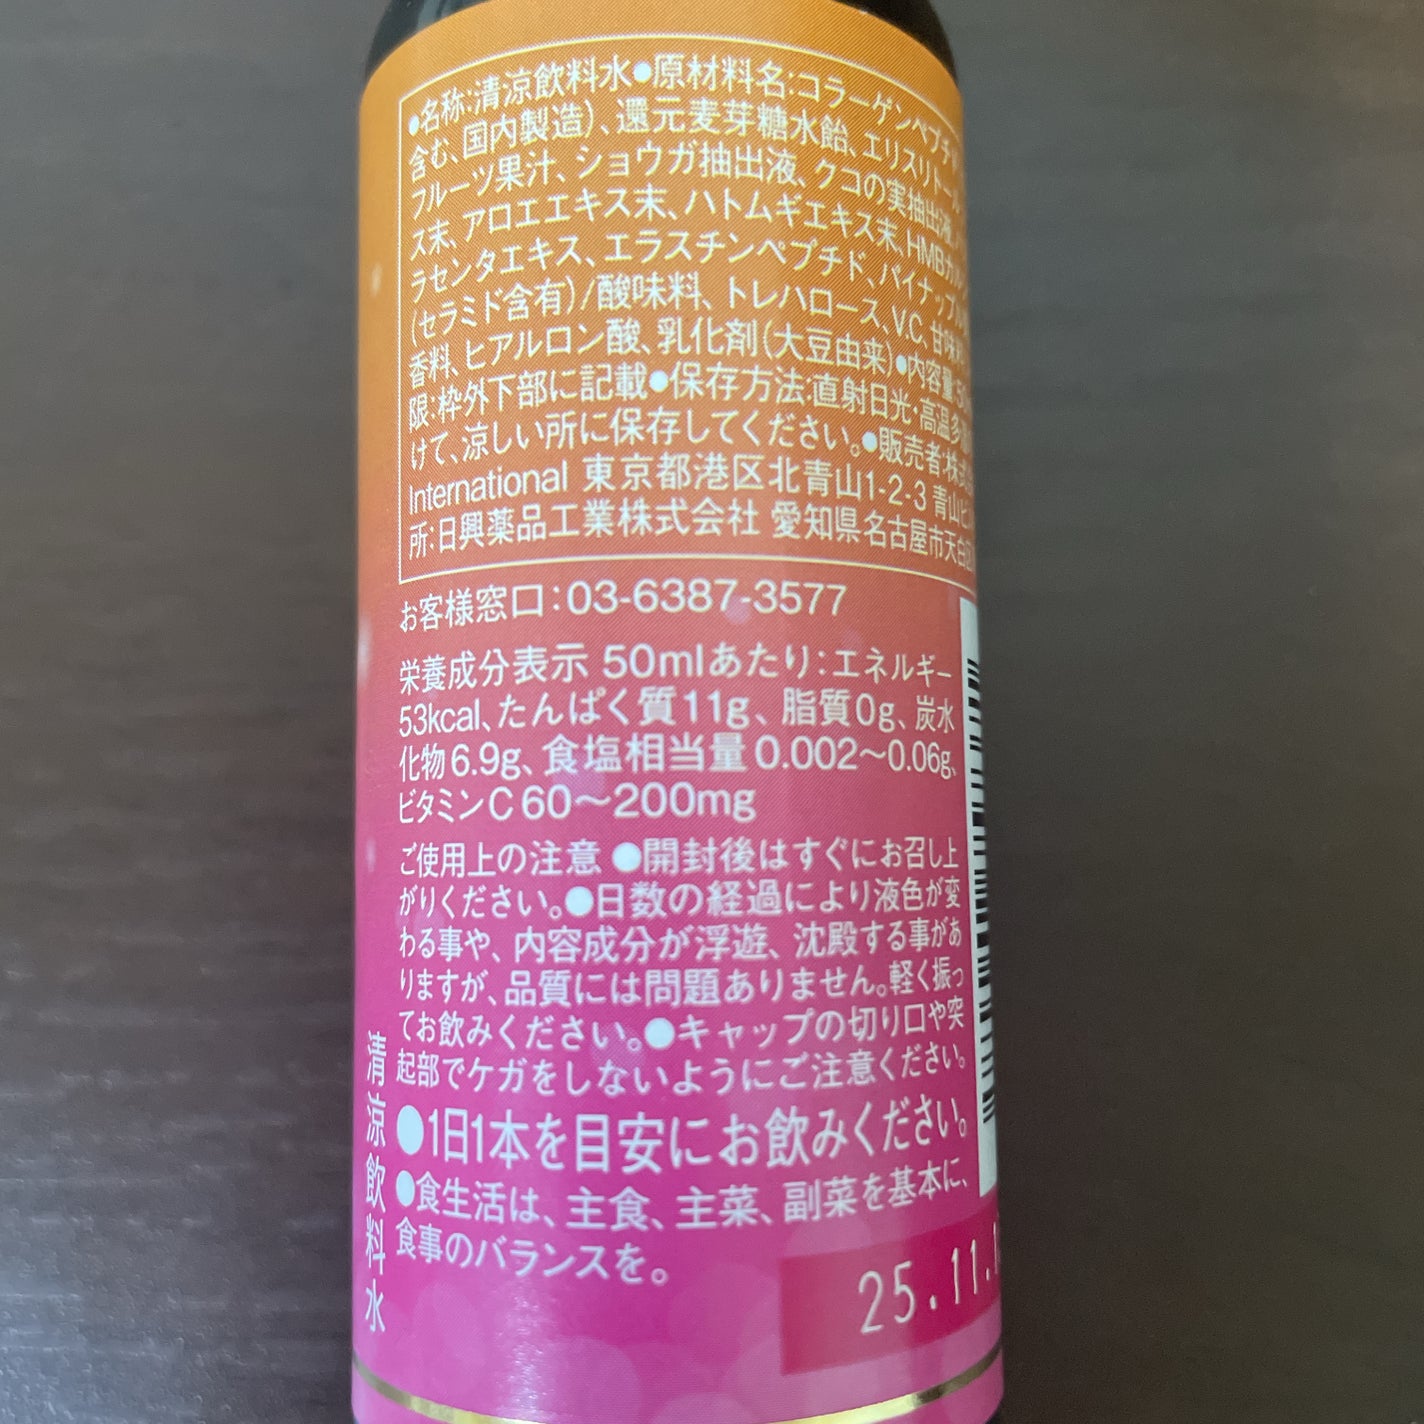 ●名称:清涼飲料水●原材料名:コラーゲンペプチド
含む、国内製造)、還元麦芽糖水飴、エリスリトール
フルーツ果汁、ショウガ抽出液、クコの実抽出液
ス末、アロエエキス末、ハトムギエキス末、HMBカル
ラセンタエキス、エラスチンペプチド、パイナップル
(セラミド含有)/酸味料、トレハロース、V.C、甘味料
香料、ヒアルロン酸、乳化剤(大豆由来)●内容量:50
限:枠外下部に記載●保存方法:直射日光・高温多湿
けて、涼しい所に保存してください。●販売者:株式会
International 東京都港区北青山1-2-3 青山ビ
所:日興薬品工業株式会社 愛知県名古屋市天白区
お客様窓口:03-6387-3577
栄養成分表示 50mlあたり:エネルギー
53kcal、たんぱく質11g、脂質0g、炭水
化物6.9g、食塩相当量0.002〜0.06g、
ビタミンC 60〜200mg
ご使用上の注意 ●開封後はすぐにお召し上
がりください。●日数の経過により液色が変
わる事や、内容成分が浮遊、沈殿する事があ
りますが、品質には問題ありません。軽く振っ
てお飲みください。●キャップの切り口や突
起部でケガをしないようにご注意ください。
●1日1本を目安にお飲みください。
●食生活は、主食、主菜、副菜を基本に、
食事のバランスを。
清涼飲料水
25.11.